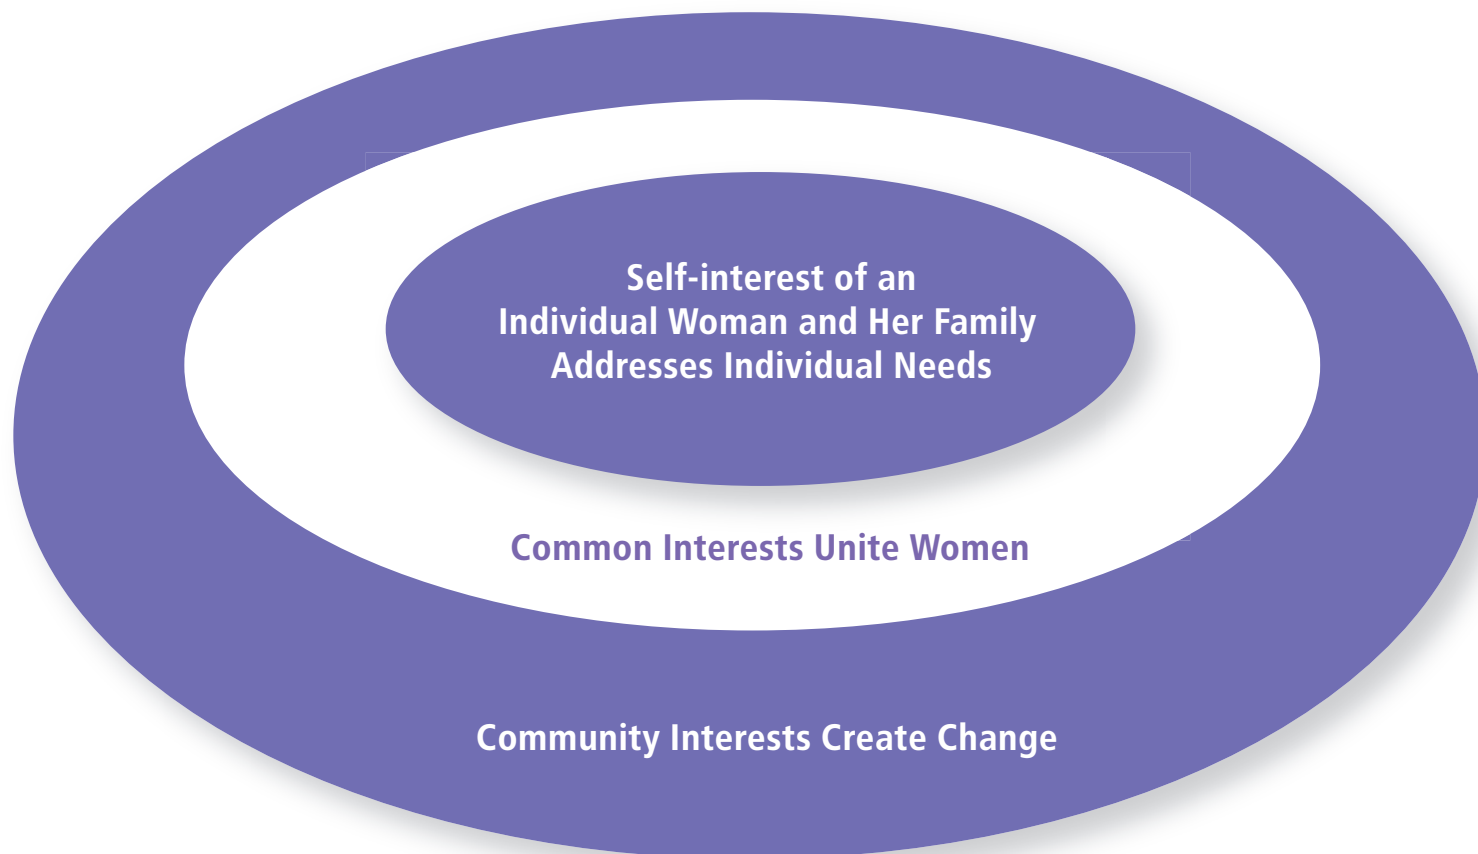 Self-interest of an
Individual Woman and Her Family
Addresses Individual Needs
Common Interests Unite Women
Community Interests Create Change